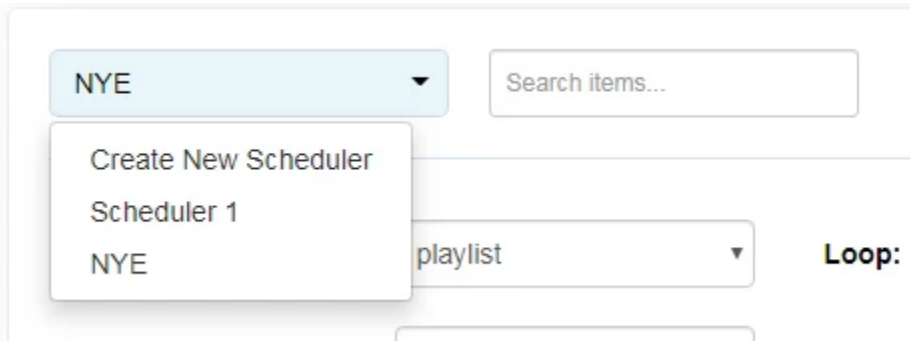 NYE
Search items...
Create New Scheduler
Scheduler 1
NYE
playlist
Loop: